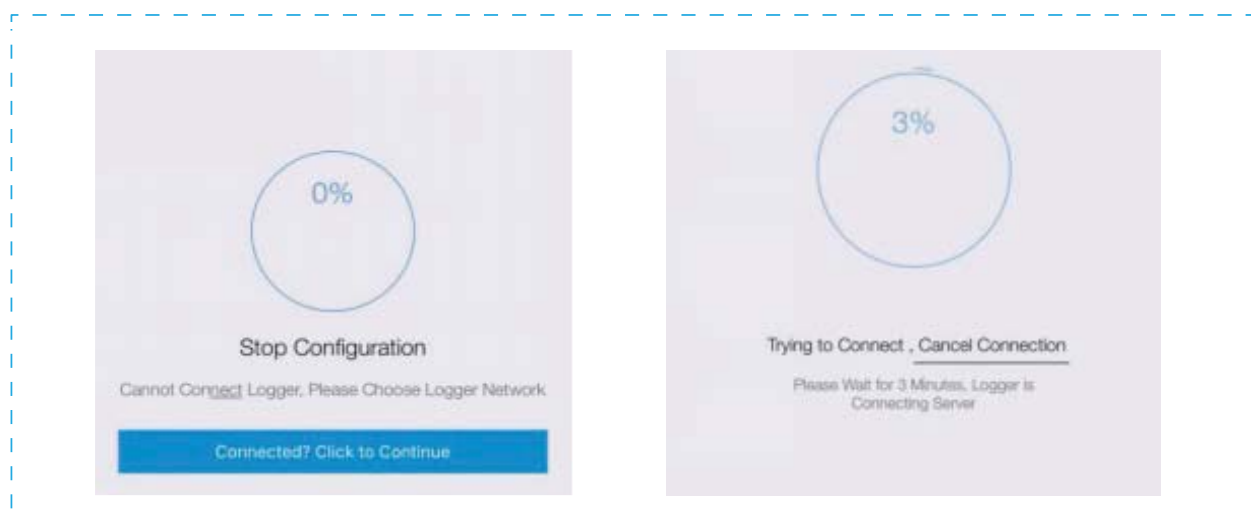 0%
Stop Configuration
Cannot Connect Logger, Please Choose Logger Network
Connected? Click to Continue
3%
Trying to Connect , Cancel Connection
Please Wait for 3 Minutes, Logger is
Connecting Server